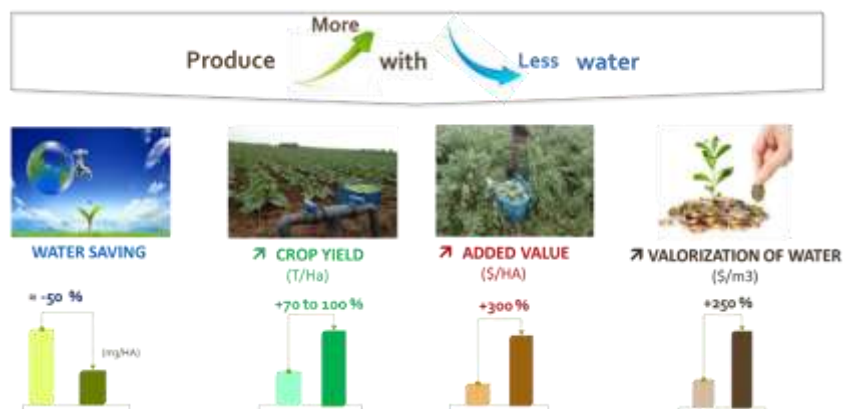 More
Produce with Less water
WATER SAVING
↗ CROP YIELD
(T/Ha)
↗ ADDED VALUE
($/HA)
↗ VALORIZATION OF WATER
($/m3)
= -50 %
+70 to 100 %
+300 %
+250 %
(mg/HA)